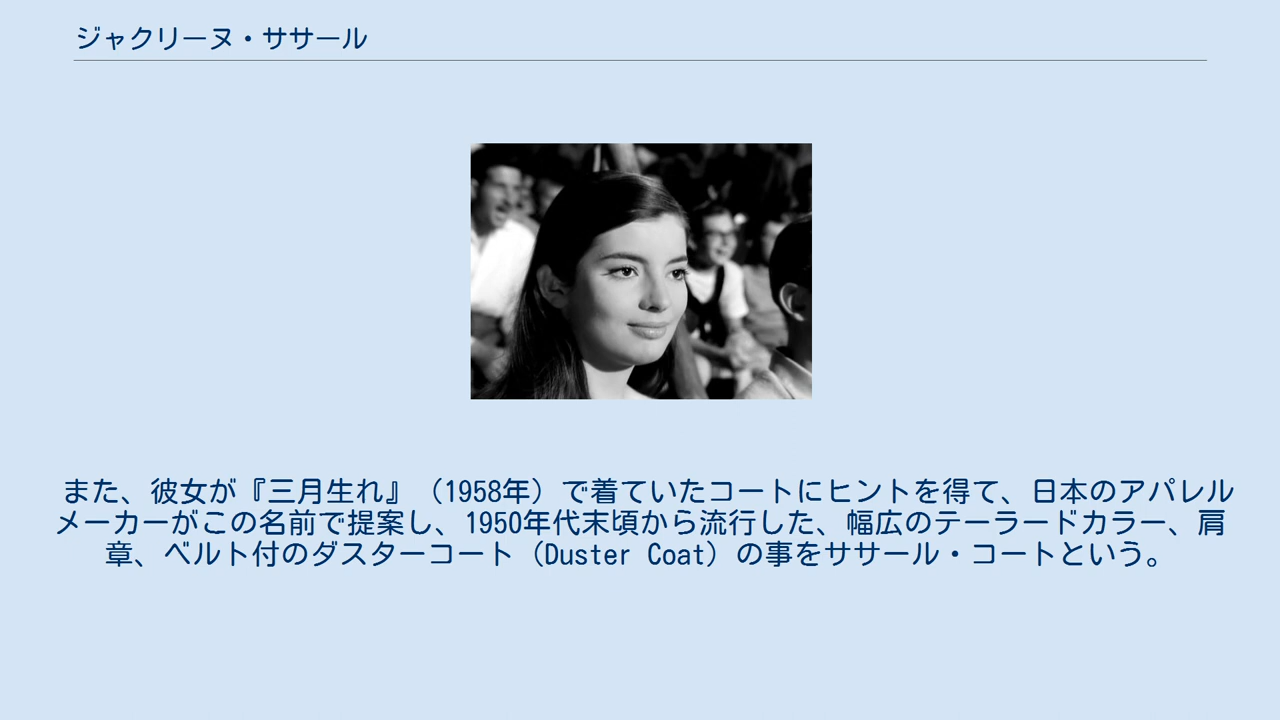 ジャクリーヌ・ササール
また、彼女が『三月生れ』（1958年）で着ていたコートにヒントを得て、日本のアパレル
メーカーがこの名前で提案し、1950年代末頃から流行した、幅広のテーラードカラー、肩
章、ベルト付のダスターコート（Duster Coat）の事をササール・コートという。